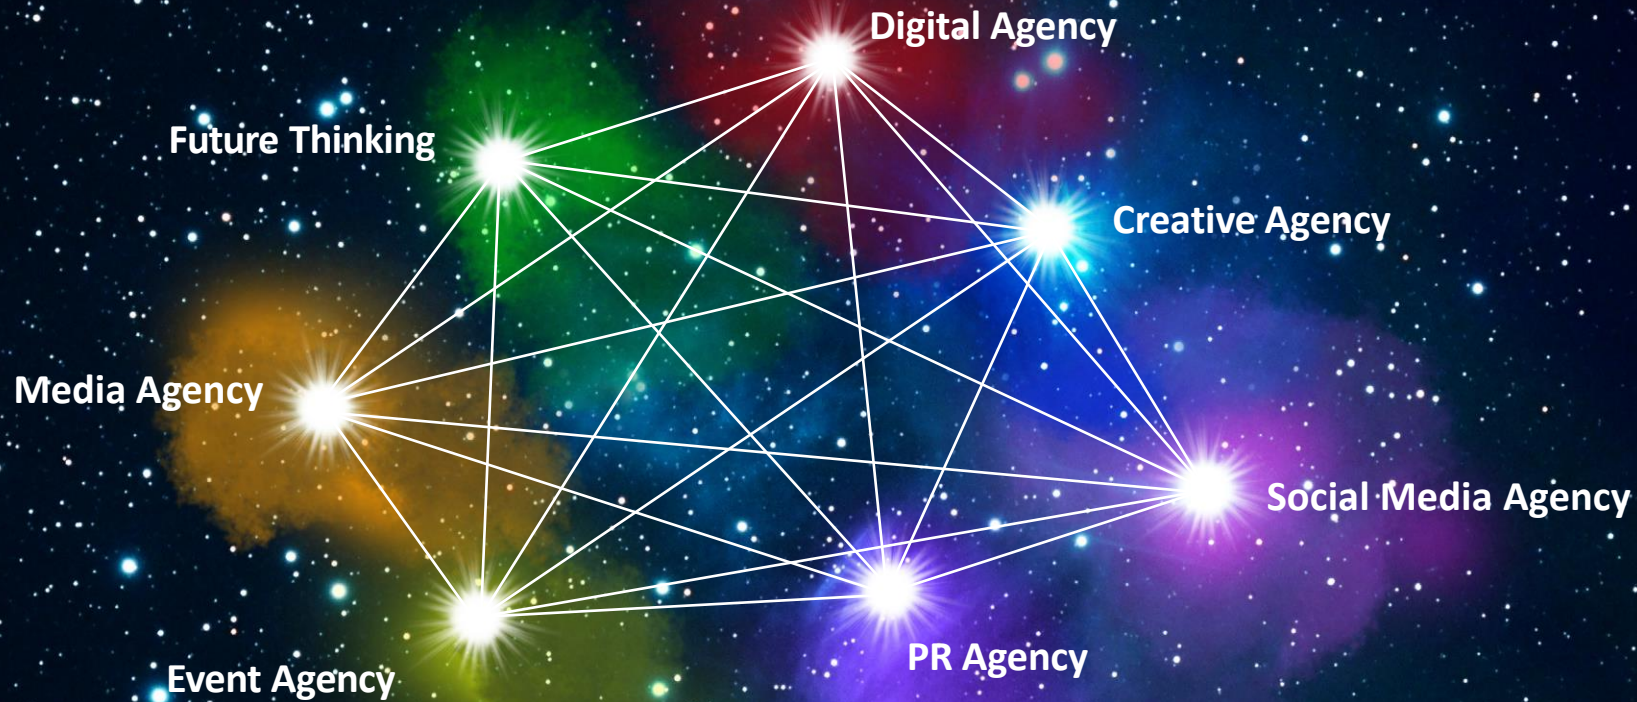 Digital Agency
Future Thinking
Creative Agency
Media Agency
Social Media Agency
PR Agency
Event Agency